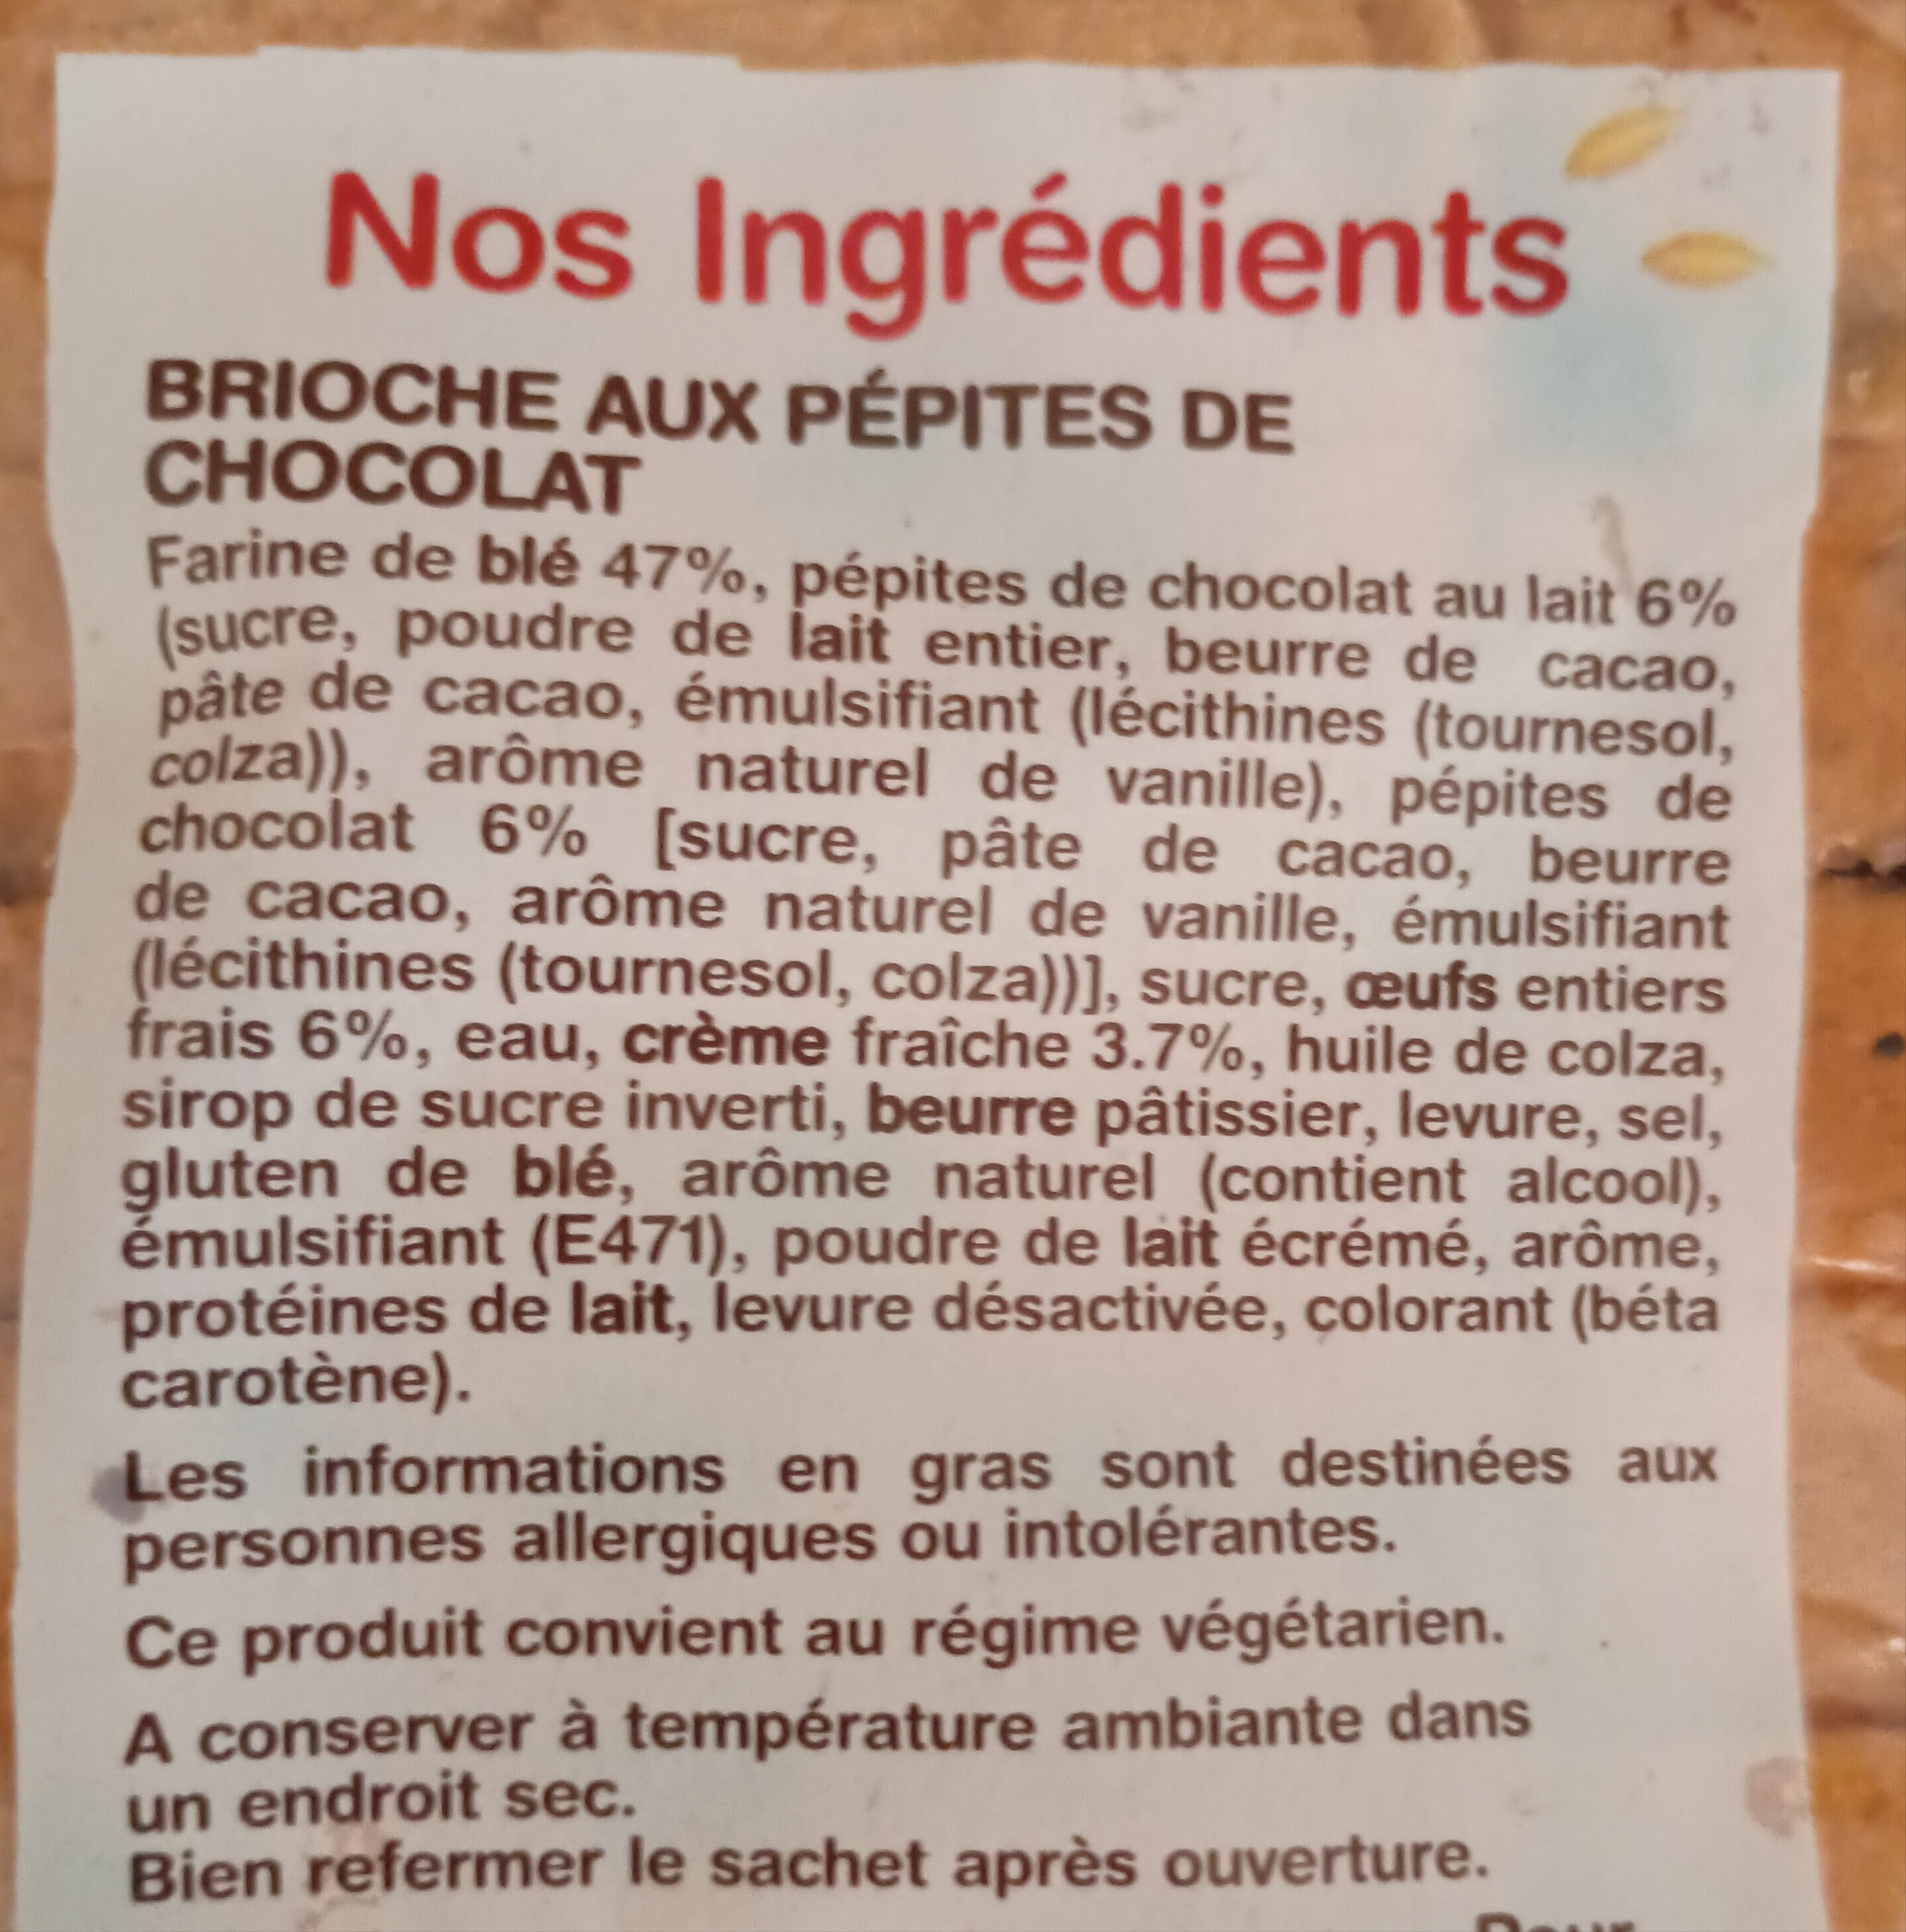 Nos Ingrédients
BRIOCHE AUX PÉPITES DE
CHOCOLAT
Farine de blé 47%, pépites de chocolat au lait 6%
(sucre, poudre de lait entier, beurre de cacao,
pâte de cacao, émulsifiant (lécithines (tournesol,
colza)), arôme naturel de vanille), pépites de
chocolat 6% [sucre, pâte de cacao, beurre
de cacao, arôme naturel de vanille, émulsifiant
(lécithines (tournesol, colza))], sucre, œufs entiers
frais 6%, eau, crème fraîche 3.7%, huile de colza,
sirop de sucre inverti, beurre pâtissier, levure, sel,
gluten de blé, arôme naturel (contient alcool),
émulsifiant (E471), poudre de lait écrémé, arôme,
protéines de lait, levure désactivée, colorant (béta
carotène).
Les informations en gras sont destinées aux
personnes allergiques ou intolérantes.
Ce produit convient au régime végétarien.
A conserver à température ambiante dans
un endroit sec.
Bien refermer le sachet après ouverture.